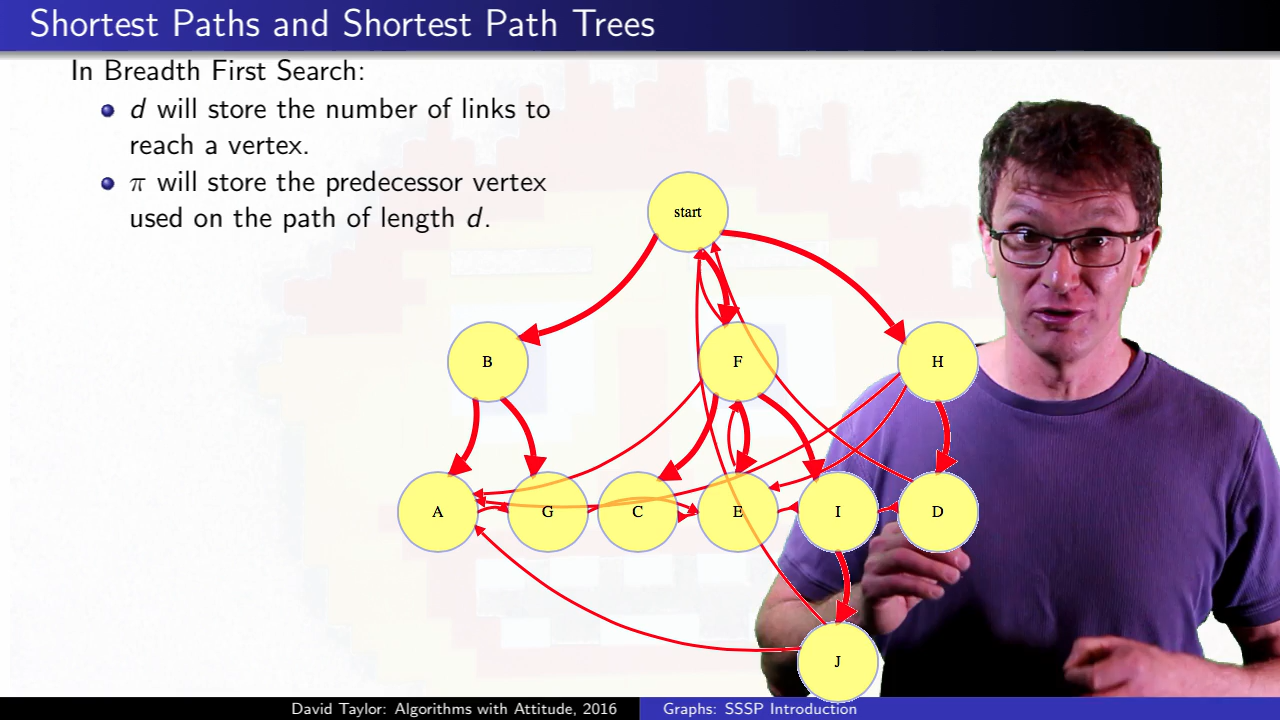 Shortest Paths and Shortest Path Trees
In Breadth First Search:
d will store the number of links to
reach a vertex.
π will store the predecessor vertex
used on the path of length d.
start
B
F
H
A
G
C
E
I
D
J
David Taylor: Algorithms with Attitude, 2016
Graphs: SSSP Introduction